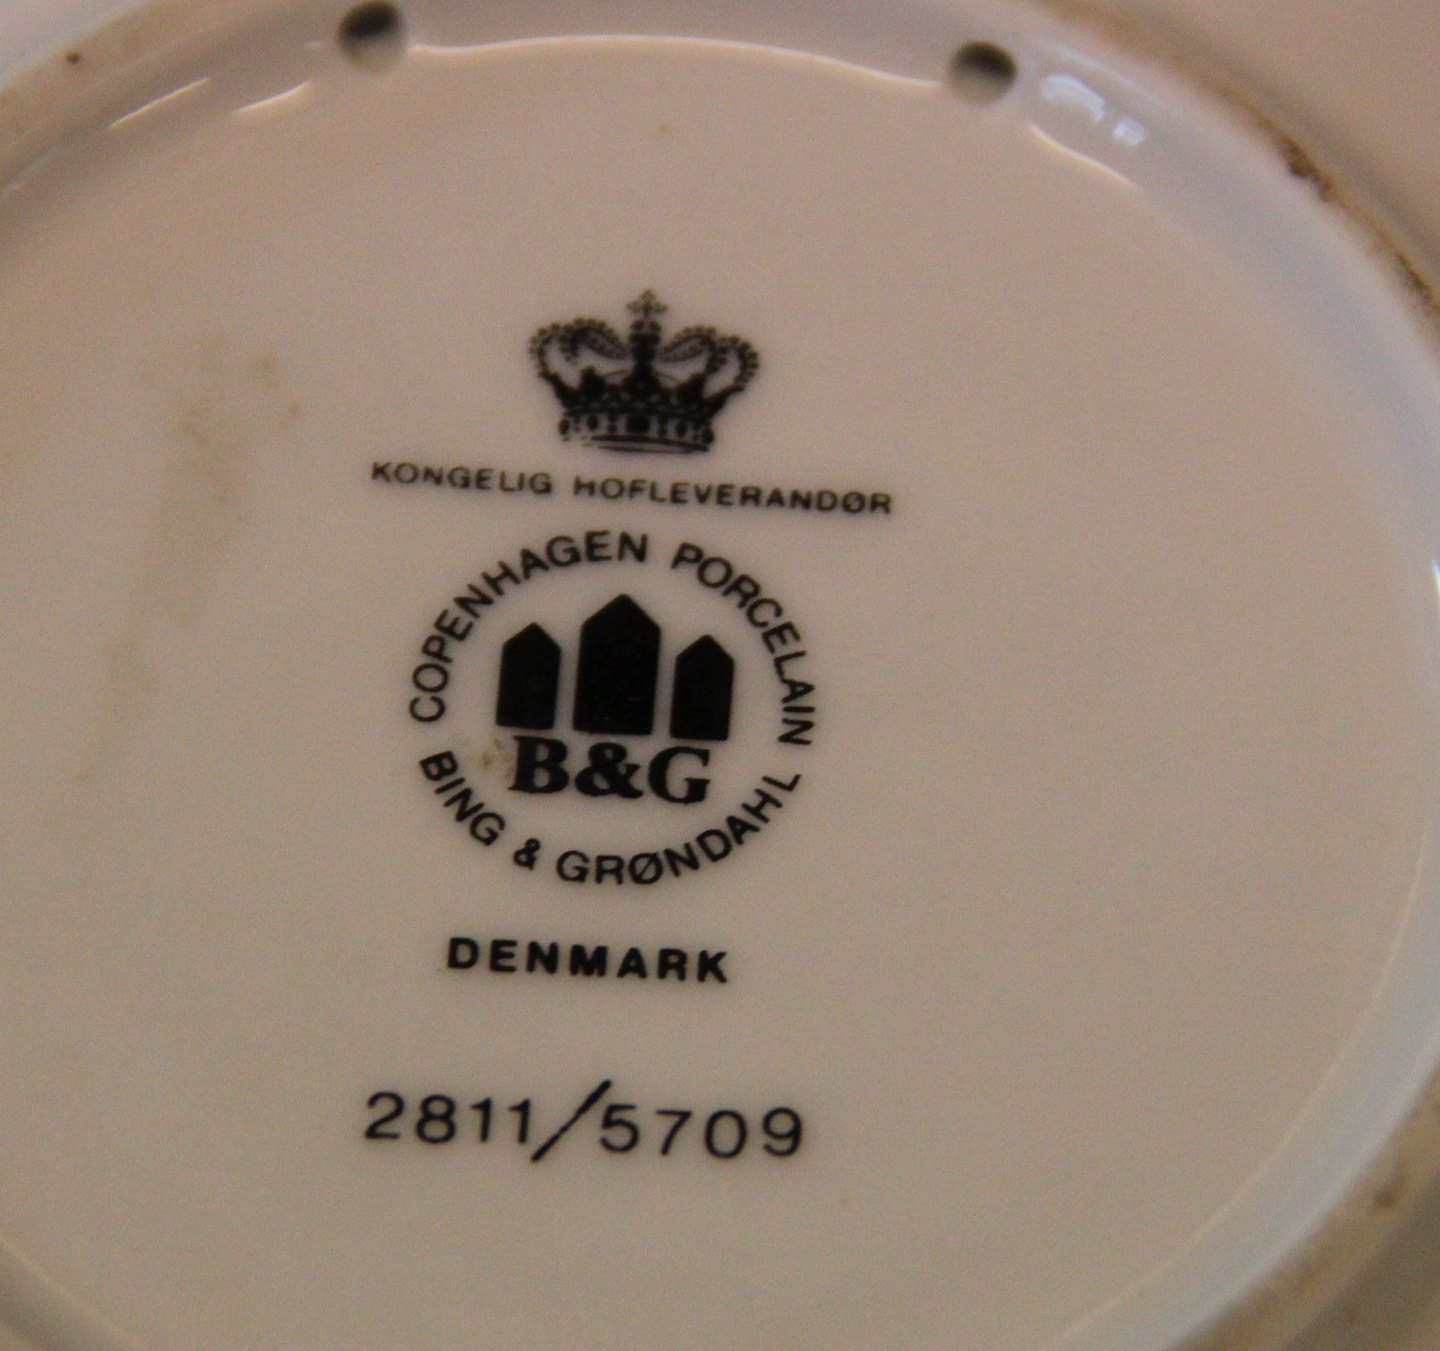 KONGELIG HOFLEVERANDØR
COPENHAGEN PORCELAIN
B&G
BING & GRØNDAHL
DENMARK
2811/5709